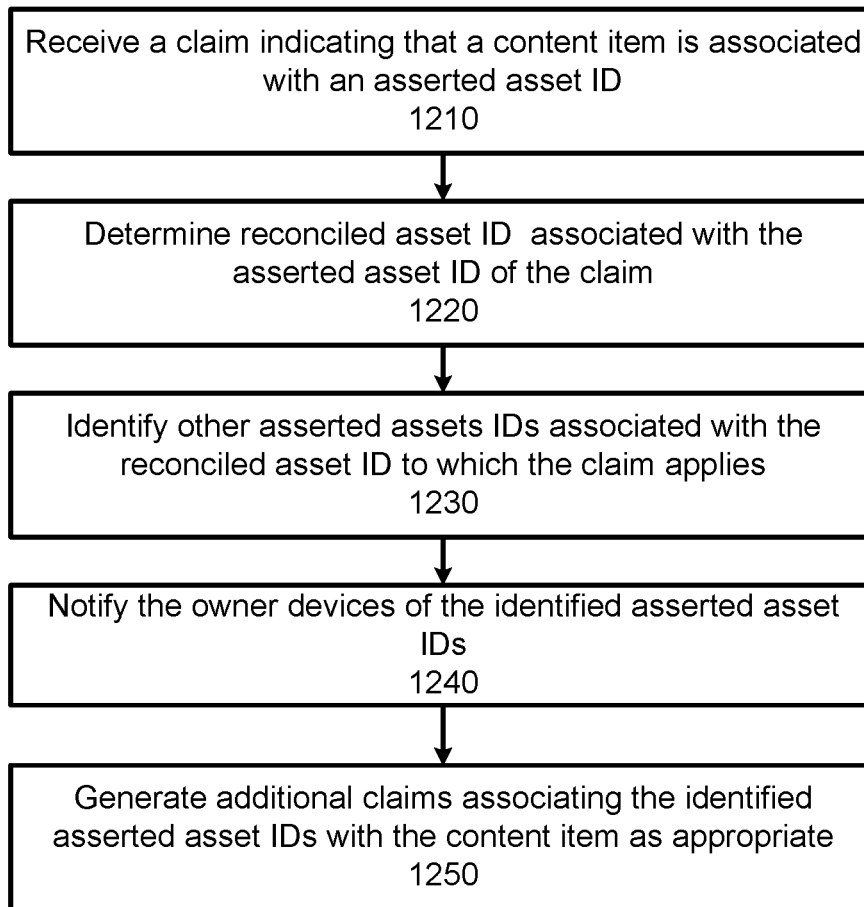 Receive a claim indicating that a content item is associated
with an asserted asset ID
1210
Determine reconciled asset ID associated with the
asserted asset ID of the claim
1220
Identify other asserted assets IDs associated with the
reconciled asset ID to which the claim applies
1230
Notify the owner devices of the identified asserted asset
IDs
1240
Generate additional claims associating the identified
asserted asset IDs with the content item as appropriate
1250